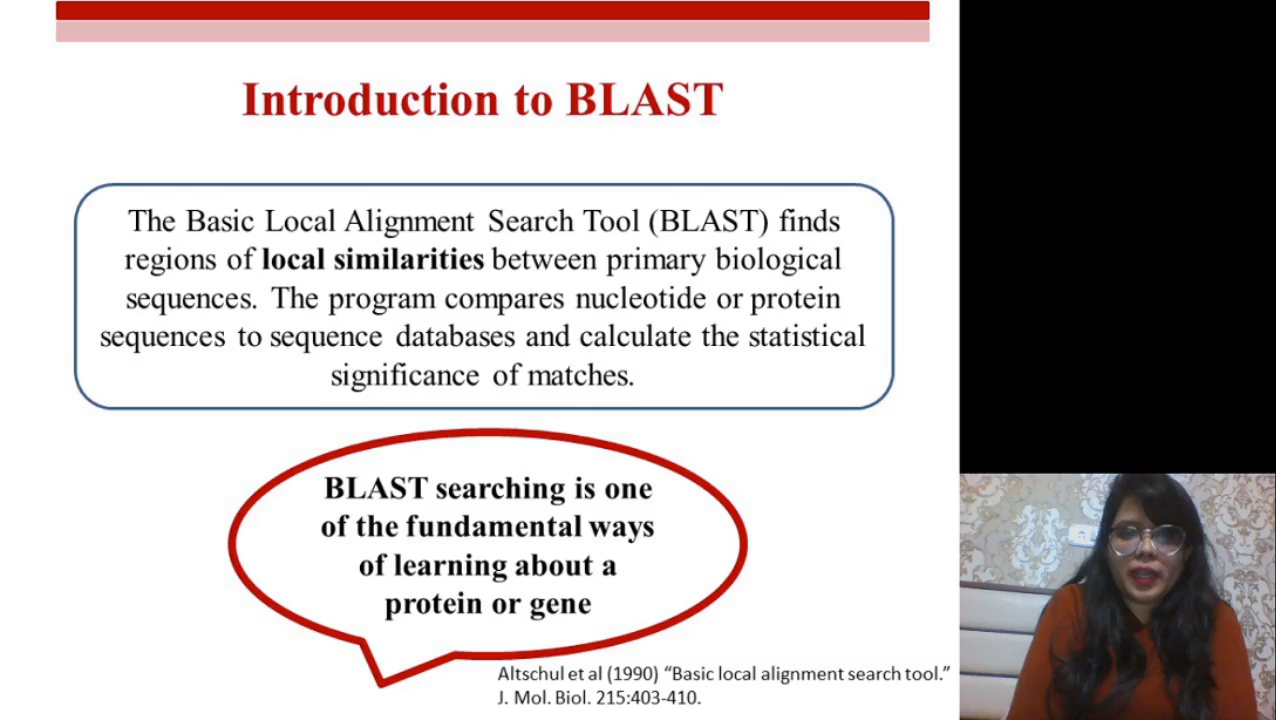 Introduction to BLAST
The Basic Local Alignment Search Tool (BLAST) finds
regions of local similarities between primary biological
sequences. The program compares nucleotide or protein
sequences to sequence databases and calculate the statistical
significance of matches.
BLAST searching is one
of the fundamental ways
of learning about a
protein or gene
Altschul et al (1990) “Basic local alignment search tool.”
J. Mol. Biol. 215:403-410.